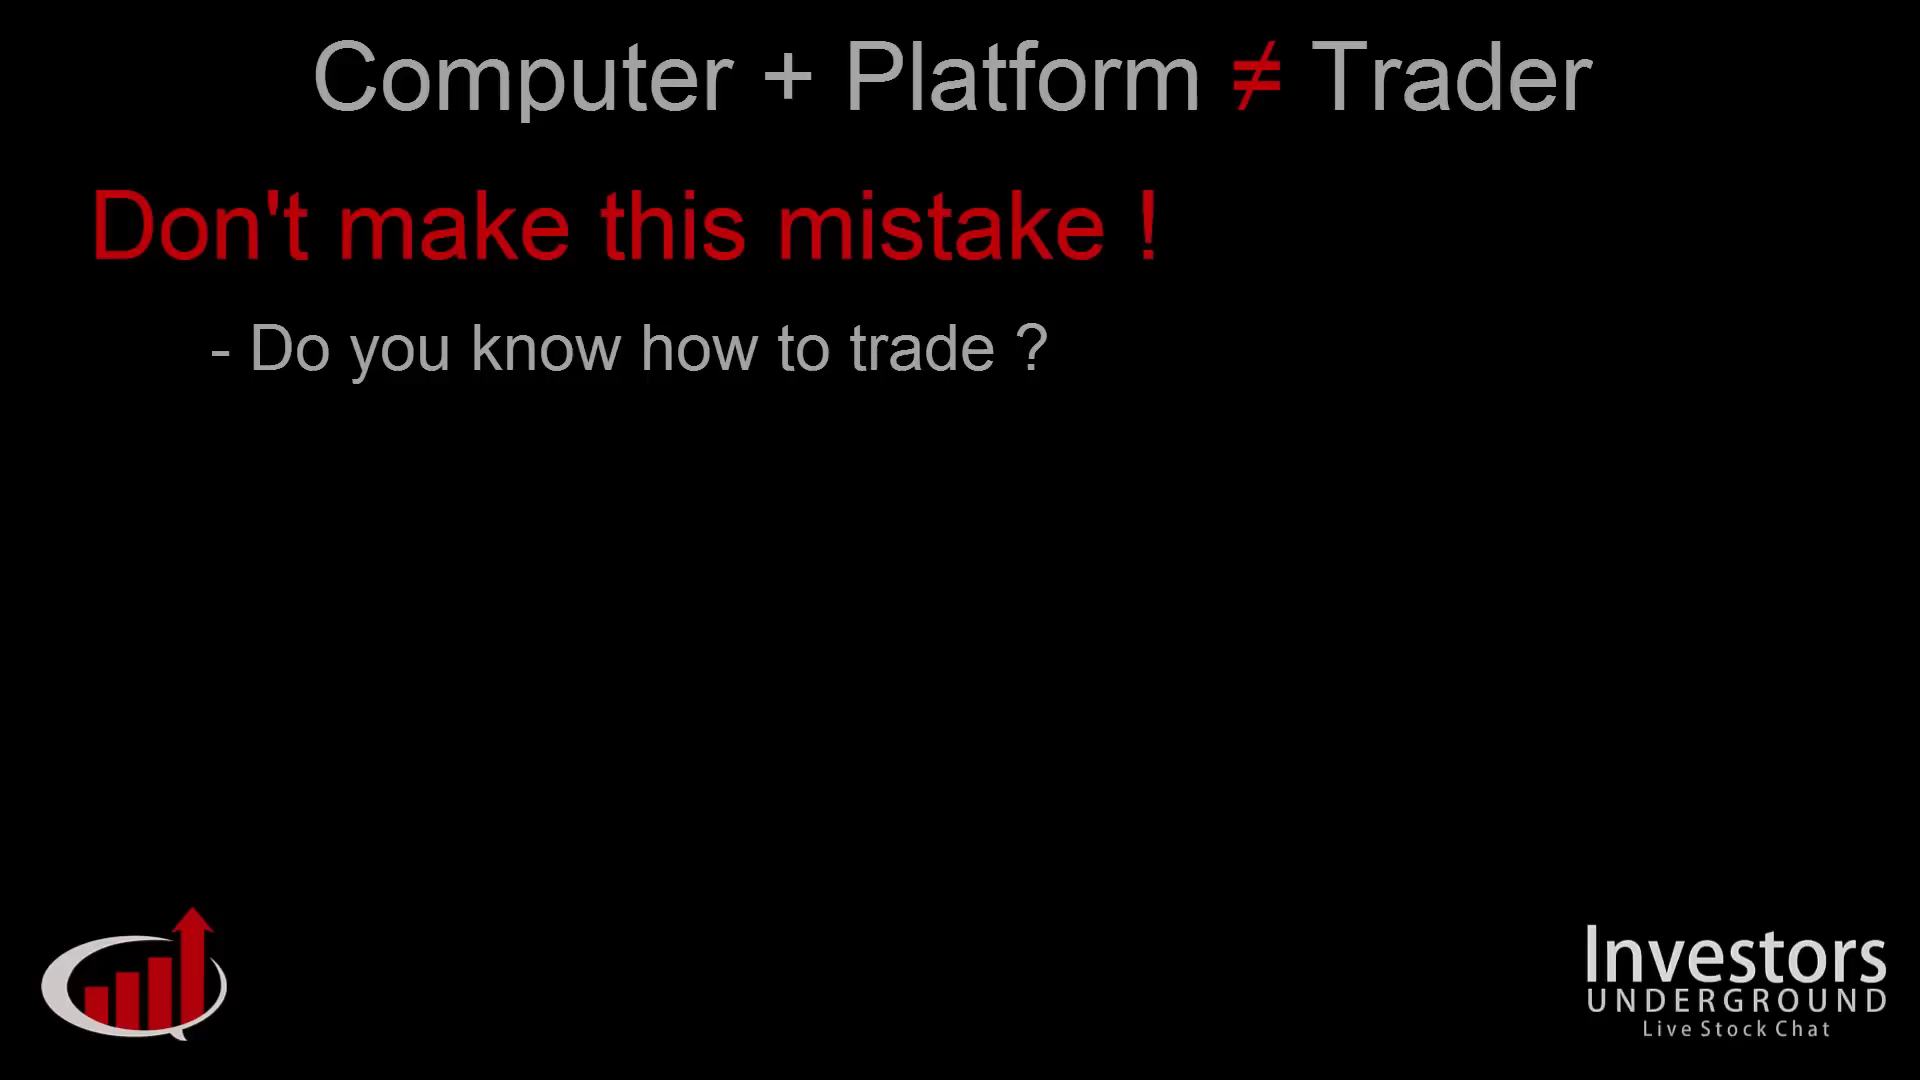 Computer + Platform ≠ Trader
Don't make this mistake !
- Do you know how to trade ?
Investors
UNDERGROUND
Live Stock Chat